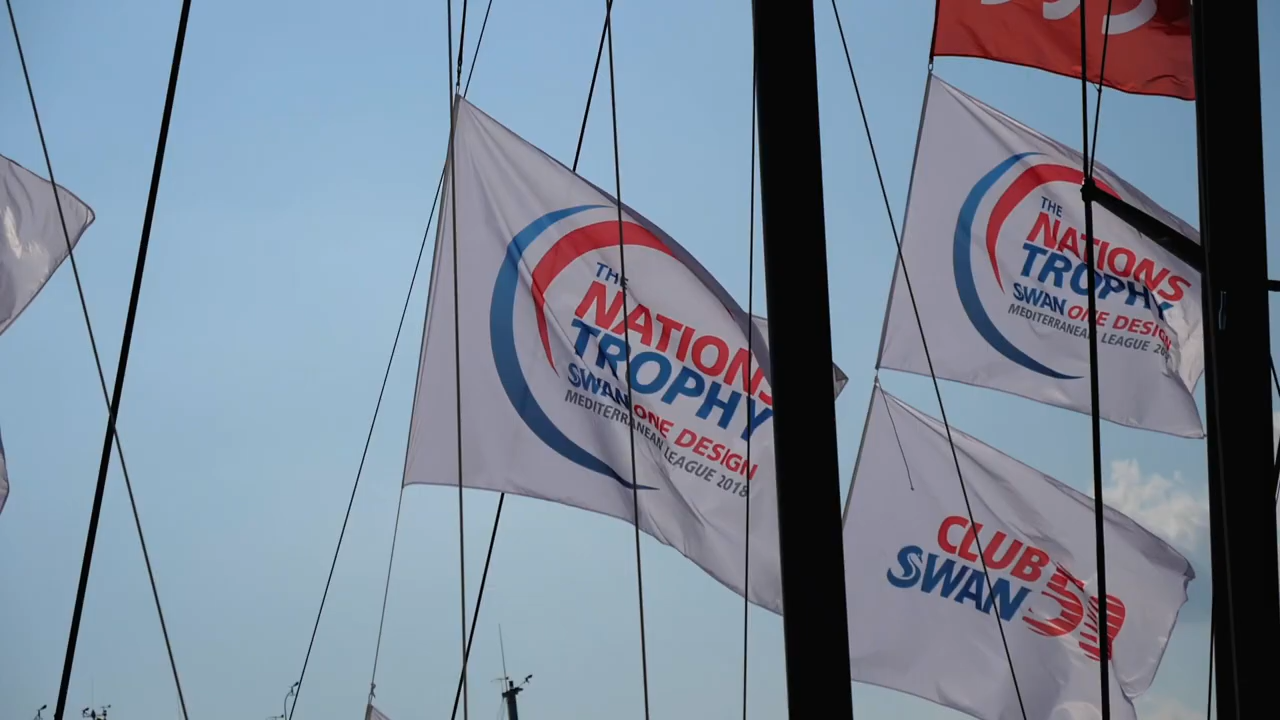 THE
NATIONS
TROPHY
SWAN ONE DESIGN
MEDITERRANEAN LEAGUE 2018
THE
NATIONS
TROPHY
SWAN ONE DESIGN
MEDITERRANEAN LEAGUE
CLUB
SWAN